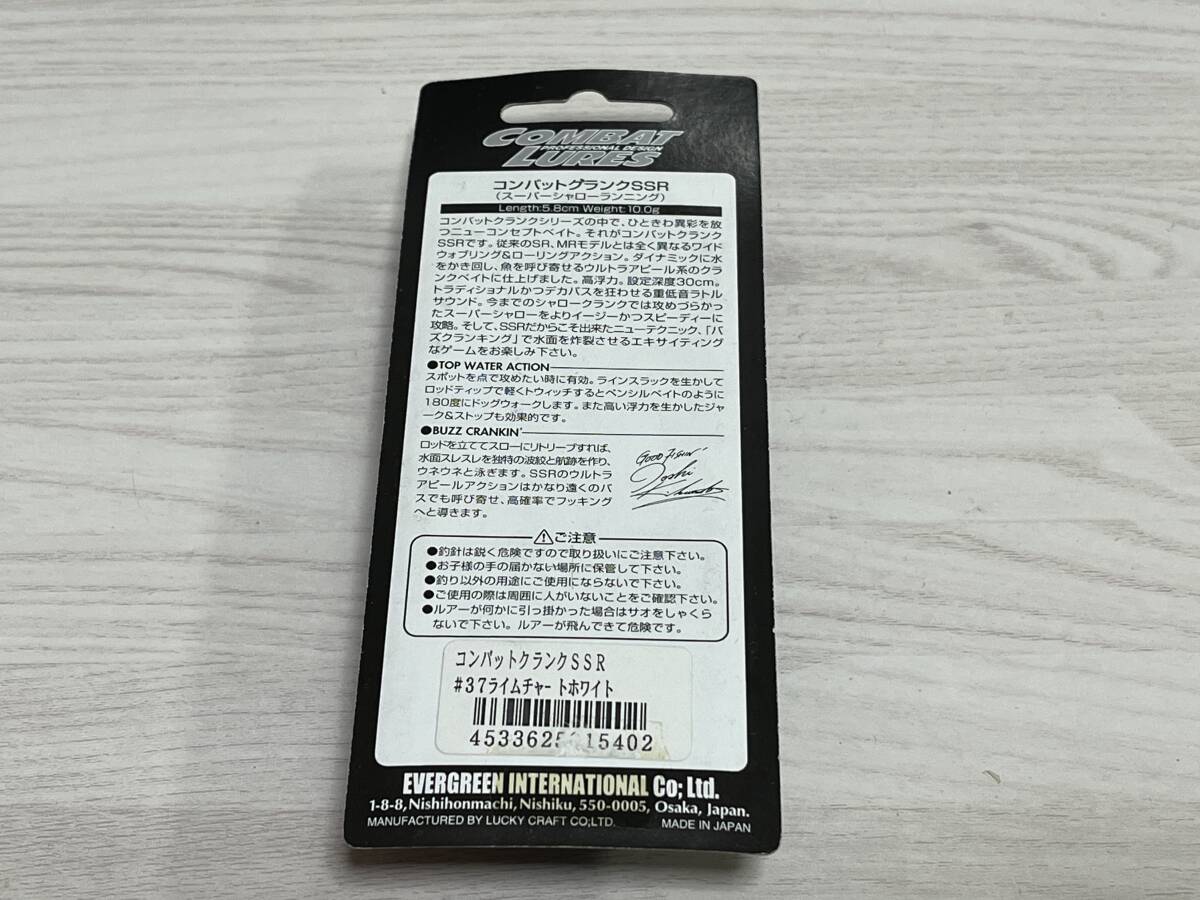 COMBAT
PROFESSIONAL DESIGN
LURES
コンバットクランクSSR
(スーパーシャローランニング)
Length:5.8cm Weight:10.0g
コンバットクランクシリーズの中で、ひときわ異彩を放
つニューコンセプトベイト。それがコンバットクランク
SSRです。従来のSR、MRモデルとは全く異なるワイド
ウォブリング&ローリングアクション。ダイナミックに水
をかき回し、魚を呼び寄せるウルトラアピール系のクラ
ンクベイトに仕上げました。高浮力。設定深度30cm。
トラディショナルかつデカバスを狂わせる重低音ラトル
サウンド。今までのシャロークランクでは攻めづらかっ
たスーパーシャローをよりイージーかつスピーディーに
攻略。そして、SSRだからこそ出来たニューテクニック、「バ
ズクランキング」で水面を炸裂させるエキサイティング
なゲームをお楽しみ下さい。
●TOP WATER ACTION
スポットを点で攻めたい時に有効。ラインスラックを生かして
ロッドティップで軽くトウィッチするとペンシルベイトのように
180度にドッグウォークします。また高い浮力を生かしたジャ
ーク&ストップも効果的です。
●BUZZ CRANKIN'
ロッドを立ててスローにリトリーブすれば、
水面スレスレを独特の波紋と航跡を作り、
ウネウネと泳ぎます。SSRのウルトラ
アピールアクションはかなり遠くのバ
スでも呼び寄せ、高確率でフッキング
へと導きます。
GOOD FISHIN'
⚠ご注意
●釣針は鋭く危険ですので取り扱いにご注意下さい。
●お子様の手の届かない場所に保管して下さい。
●釣り以外の用途にご使用にならないで下さい。
●ご使用の際は周囲に人がいないことをご確認下さい。
●ルアーが何かに引っ掛かった場合はサオをしゃくら
ないで下さい。ルアーが飛んできて危険です。
コンバットクランクSSR
#37ライムチャートホワイト
EVERGREEN INTERNATIONAL Co; Ltd.
1-8-8, Nishihonmachi, Nishiku, 550-0005, Osaka, Japan.
MANUFACTURED BY LUCKY CRAFT CO;LTD. MADE IN JAPAN